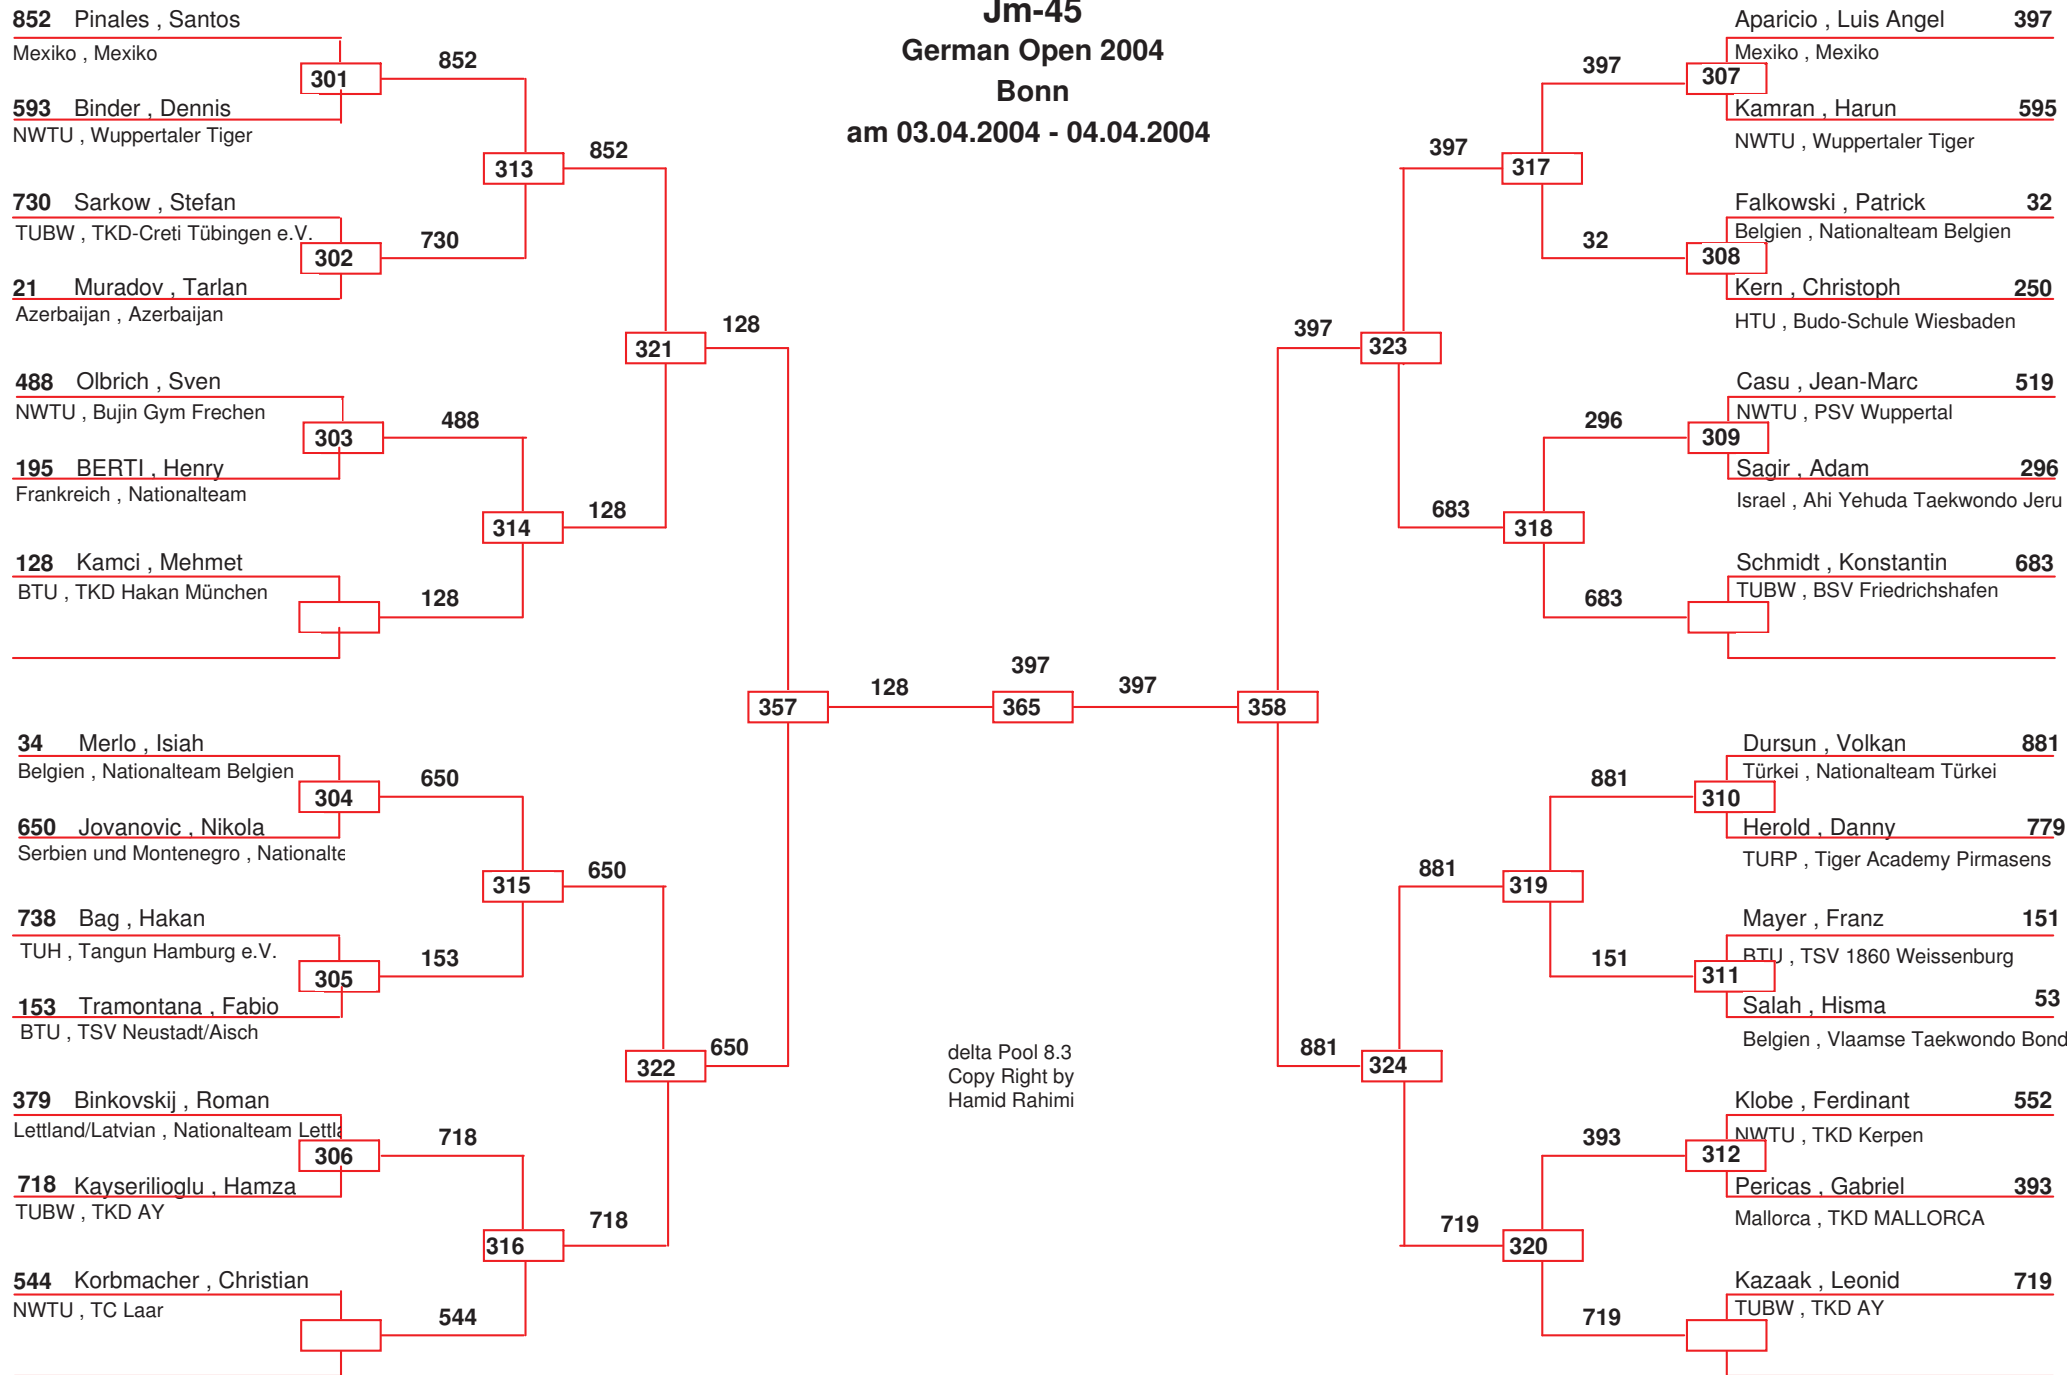 Jm-45
German Open 2004
Bonn
am 03.04.2004 - 04.04.2004
852 Pinales , Santos
Mexiko , Mexiko
301
852
593 Binder , Dennis
NWTU , Wuppertaler Tiger
313
852
730 Sarkow , Stefan
TUBW , TKD-Creti Tübingen e.V.
302
730
21 Muradov , Tarlan
Azerbaijan , Azerbaijan
321
128
488 Olbrich , Sven
NWTU , Bujin Gym Frechen
303
488
195 BERTI , Henry
Frankreich , Nationalteam
314
128
128 Kamci , Mehmet
BTU , TKD Hakan München
128
357
128
34 Merlo , Isiah
Belgien , Nationalteam Belgien
304
650
650 Jovanovic , Nikola
Serbien und Montenegro , Nationalte
315
650
738 Bag , Hakan
TUH , Tangun Hamburg e.V.
305
153
153 Tramontana , Fabio
BTU , TSV Neustadt/Aisch
322
650
379 Binkovskij , Roman
Lettland/Latvian , Nationalteam Lettla
306
718
718 Kayserilioglu , Hamza
TUBW , TKD AY
316
718
544 Korbmacher , Christian
NWTU , TC Laar
544
397
365
delta Pool 8.3
Copy Right by
Hamid Rahimi
Aparicio , Luis Angel 397
Mexiko , Mexiko
397
307
Kamran , Harun 595
NWTU , Wuppertaler Tiger
397
317
Falkowski , Patrick 32
Belgien , Nationalteam Belgien
32
308
Kern , Christoph 250
HTU , Budo-Schule Wiesbaden
397
323
Casu , Jean-Marc 519
NWTU , PSV Wuppertal
296
309
Sagir , Adam 296
Israel , Ahi Yehuda Taekwondo Jeru
683
318
Schmidt , Konstantin 683
TUBW , BSV Friedrichshafen
683
397
358
Dursun , Volkan 881
Türkei , Nationalteam Türkei
881
310
Herold , Danny 779
TURP , Tiger Academy Pirmasens
881
319
Mayer , Franz 151
BTU , TSV 1860 Weissenburg
151
311
Salah , Hisma 53
Belgien , Vlaamse Taekwondo Bond
881
324
Klobe , Ferdinant 552
NWTU , TKD Kerpen
393
312
Pericas , Gabriel 393
Mallorca , TKD MALLORCA
719
320
Kazaak , Leonid 719
TUBW , TKD AY
719